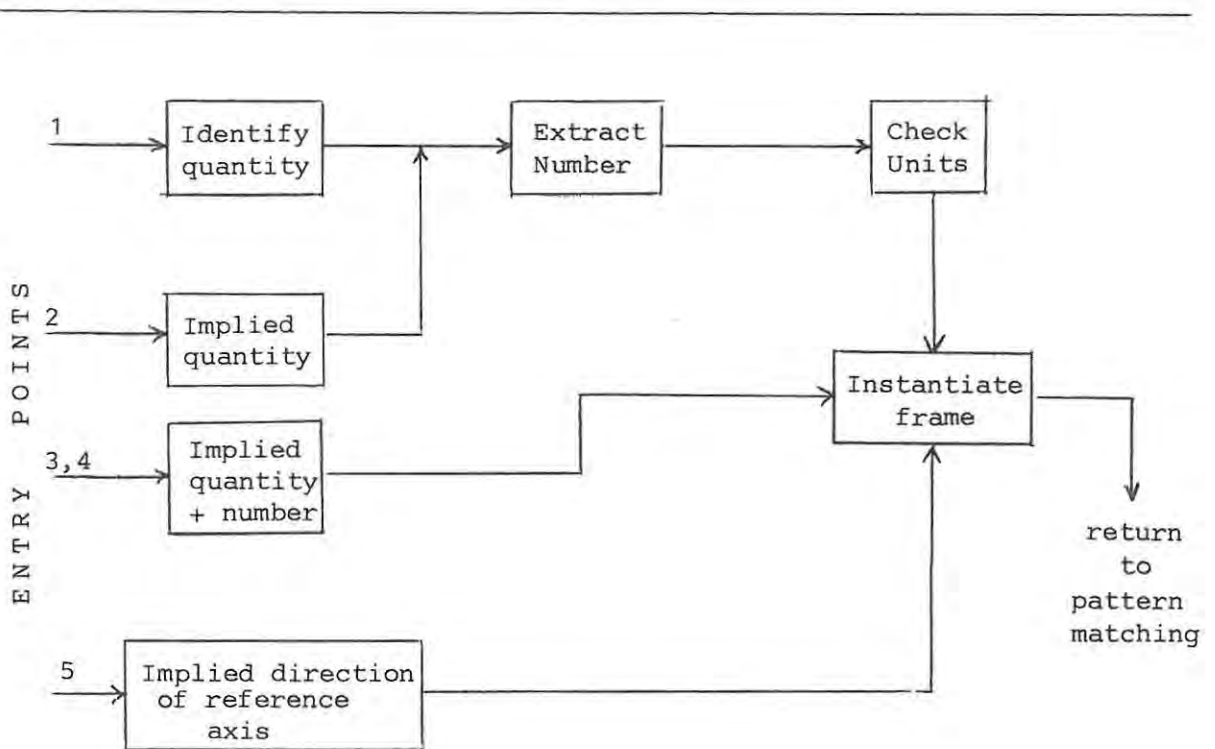 1
Identify
quantity
Extract
Number
Check
Units
ENTRY POINTS
2
Implied
quantity
Instantiate
frame
3,4
Implied
quantity
+ number
return
to
pattern
matching
5
Implied direction
of reference
axis